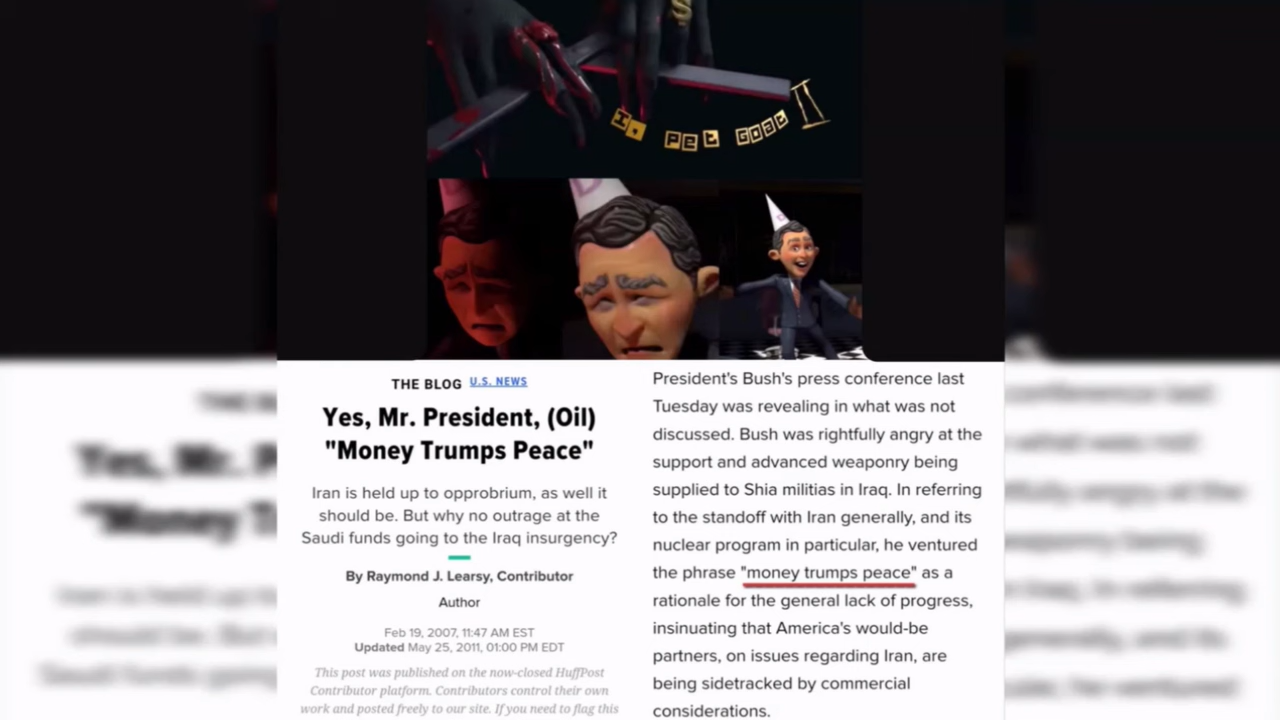 I, Pet Goat II
THE BLOG U.S. NEWS
Yes, Mr. President, (Oil)
"Money Trumps Peace"
Iran is held up to opprobrium, as well it
should be. But why no outrage at the
Saudi funds going to the Iraq insurgency?
By Raymond J. Learsy, Contributor
Author
Feb 19, 2007, 11:47 AM EST
Updated May 25, 2011, 01:00 PM EDT
This post was published on the now-closed HuffPost
Contributor platform. Contributors control their own
work and posted freely to our site. If you need to flag this
President's Bush's press conference last
Tuesday was revealing in what was not
discussed. Bush was rightfully angry at the
support and advanced weaponry being
supplied to Shia militias in Iraq. In referring
to the standoff with Iran generally, and its
nuclear program in particular, he ventured
the phrase "money trumps peace" as a
rationale for the general lack of progress,
insinuating that America's would-be
partners, on issues regarding Iran, are
being sidetracked by commercial
considerations.